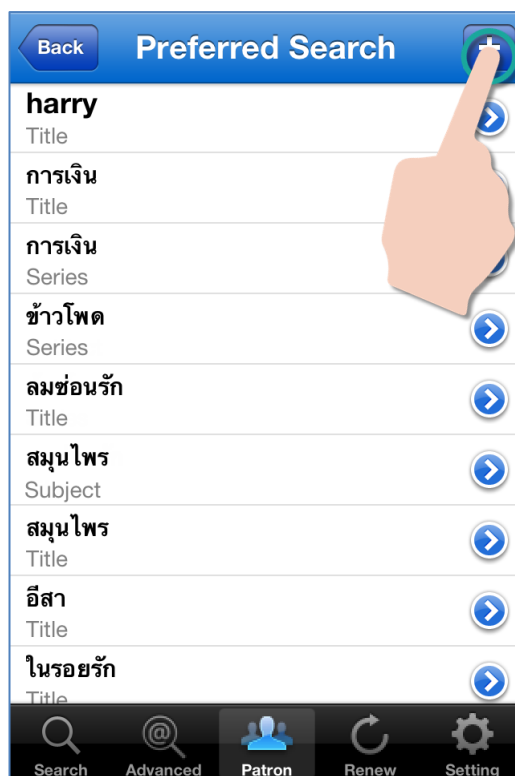 Back Preferred Search +
harry
Title
การเงิน
Title
การเงิน
Series
ข้าวโพด
Series
ลมซ่อนรัก
Title
สมุนไพร
Subject
สมุนไพร
Title
อีสา
Title
ในรอยรัก
Title
Search Advanced Patron Renew Setting